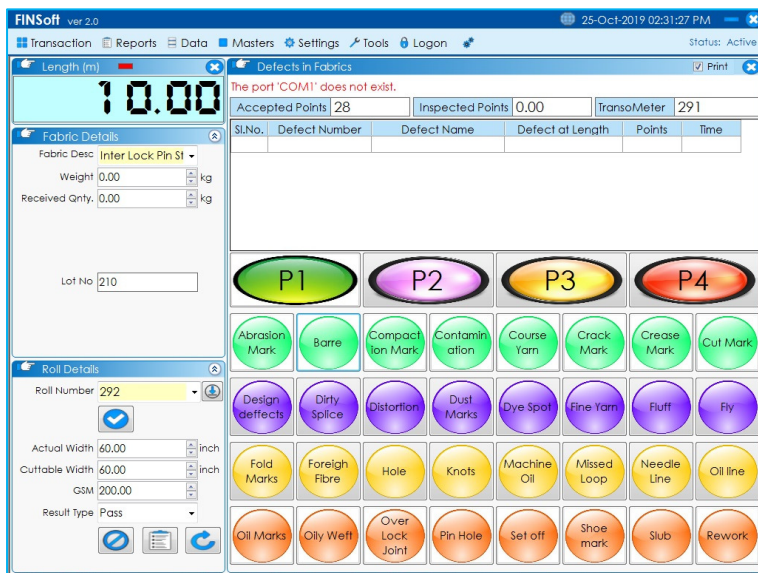 FINSoft ver 2.0
25-Oct-2019 02:31:27 PM
Transaction Reports Data Masters Settings Tools Logon
Status: Active
Length (m)
10.00
Fabric Details
Fabric Desc Inter Lock Pin St
Weight 0.00 kg
Received Qnty. 0.00 kg
Lot No 210
Roll Details
Roll Number 292
Actual Width 60.00 inch
Cuttable Width 60.00 inch
GSM 200.00
Result Type Pass
Defects in Fabrics
Print
The port 'COM1' does not exist.
Accepted Points 28 Inspected Points 0.00 TransoMeter 291
Sl.No. Defect Number Defect Name Defect at Length Points Time
P1 P2 P3 P4
Abrasion
Mark
Barre
Compact
ion Mark
Contamin
ation
Course
Yarn
Crack
Mark
Crease
Mark
Cut Mark
Design
deffects
Dirty
Splice
Distortion
Dust
Marks
Dye Spot
Fine Yarn
Fluff
Fly
Fold
Marks
Foreigh
Fibre
Hole
Knots
Machine
Oil
Missed
Loop
Needle
Line
Oil line
Oil Marks
Oily Weft
Over
Lock
Joint
Pin Hole
Set off
Shoe
mark
Slub
Rework